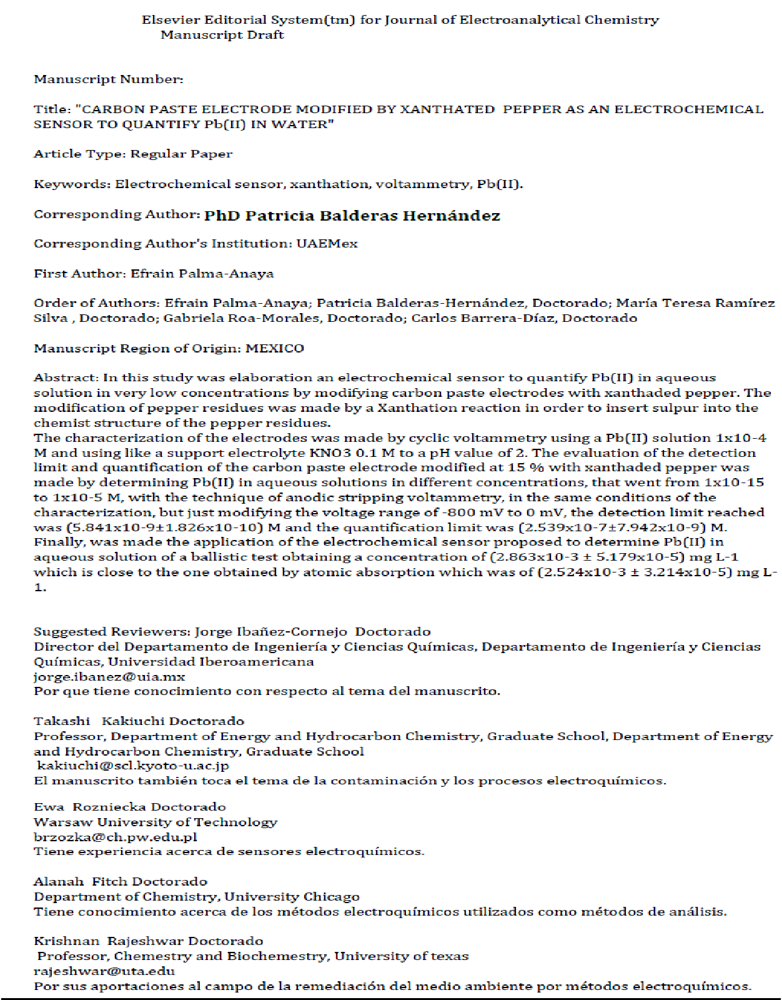 Elsevier Editorial System(tm) for Journal of Electroanalytical Chemistry
Manuscript Draft
Manuscript Number:
Title: "CARBON PASTE ELECTRODE MODIFIED BY XANTHATED  PEPPER AS AN ELECTROCHEMICAL
SENSOR TO QUANTIFY Pb(II) IN WATER"
Article Type: Regular Paper
Keywords: Electrochemical sensor, xanthation, voltammetry, Pb(II).
Corresponding Author: PhD Patricia Balderas Hernández
Corresponding Author's Institution: UAEMex
First Author: Efrain Palma-Anaya
Order of Authors: Efrain Palma-Anaya; Patricia Balderas-Hernández, Doctorado; María Teresa Ramírez
Silva , Doctorado; Gabriela Roa-Morales, Doctorado; Carlos Barrera-Díaz, Doctorado
Manuscript Region of Origin: MEXICO
Abstract: In this study was elaboration an electrochemical sensor to quantify Pb(II) in aqueous
solution in very low concentrations by modifying carbon paste electrodes with xanthaded pepper. The
modification of pepper residues was made by a Xanthation reaction in order to insert sulpur into the
chemist structure of the pepper residues.
The characterization of the electrodes was made by cyclic voltammetry using a Pb(II) solution 1x10-4
M and using like a support electrolyte KNO3 0.1 M to a pH value of 2. The evaluation of the detection
limit and quantification of the carbon paste electrode modified at 15 % with xanthaded pepper was
made by determining Pb(II) in aqueous solutions in different concentrations, that went from 1x10-15
to 1x10-5 M, with the technique of anodic stripping voltammetry, in the same conditions of the
characterization, but just modifying the voltage range of -800 mV to 0 mV, the detection limit reached
was (5.841x10-9±1.826x10-10) M and the quantification limit was (2.539x10-7±7.942x10-9) M.
Finally, was made the application of the electrochemical sensor proposed to determine Pb(II) in
aqueous solution of a ballistic test obtaining a concentration of (2.863x10-3 ± 5.179x10-5) mg L-1
which is close to the one obtained by atomic absorption which was of (2.524x10-3 ± 3.214x10-5) mg L-
1.
Suggested Reviewers: Jorge Ibañez-Cornejo  Doctorado
Director del Departamento de Ingeniería y Ciencias Químicas, Departamento de Ingeniería y Ciencias
Químicas, Universidad Iberoamericana
jorge.ibanez@uia.mx
Por que tiene conocimiento con respecto al tema del manuscrito.
Takashi   Kakiuchi Doctorado
Professor, Department of Energy and Hydrocarbon Chemistry, Graduate School, Department of Energy
and Hydrocarbon Chemistry, Graduate School
kakiuchi@scl.kyoto-u.ac.jp
El manuscrito también toca el tema de la contaminación y los procesos electroquímicos.
Ewa  Rozniecka Doctorado
Warsaw University of Technology
brzozka@ch.pw.edu.pl
Tiene experiencia acerca de sensores electroquímicos.
Alanah  Fitch Doctorado
Department of Chemistry, University Chicago
Tiene conocimiento acerca de los métodos electroquímicos utilizados como métodos de análisis.
Krishnan  Rajeshwar Doctorado
Professor, Chemestry and Biochemestry, University of texas
rajeshwar@uta.edu
Por sus aportaciones al campo de la remediación del medio ambiente por métodos electroquímicos.